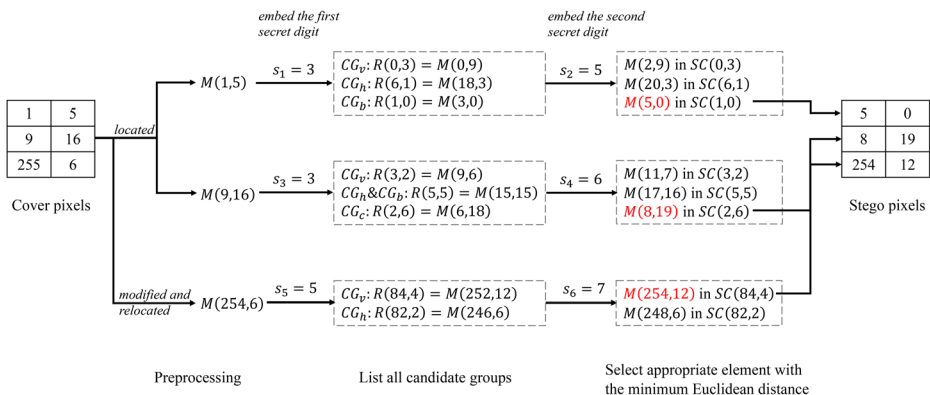 embed the first
secret digit
embed the second
secret digit
s₁ = 3
CG_v: R(0,3) = M(0,9)
CG_h: R(6,1) = M(18,3)
CG_b: R(1,0) = M(3,0)
s₂ = 5
M(2,9) in SC(0,3)
M(20,3) in SC(6,1)
M(5,0) in SC(1,0)
M(1,5)
1 5
9 16
255 6
Cover pixels
located
5 0
8 19
254 12
Stego pixels
M(9,16)
s₃ = 3
CG_v: R(3,2) = M(9,6)
CG_h&CG_b: R(5,5) = M(15,15)
CG_c: R(2,6) = M(6,18)
s₄ = 6
M(11,7) in SC(3,2)
M(17,16) in SC(5,5)
M(8,19) in SC(2,6)
modified and
relocated
M(254,6)
s₅ = 5
CG_v: R(84,4) = M(252,12)
CG_h: R(82,2) = M(246,6)
s₆ = 7
M(254,12) in SC(84,4)
M(248,6) in SC(82,2)
Preprocessing
List all candidate groups
Select appropriate element with
the minimum Euclidean distance